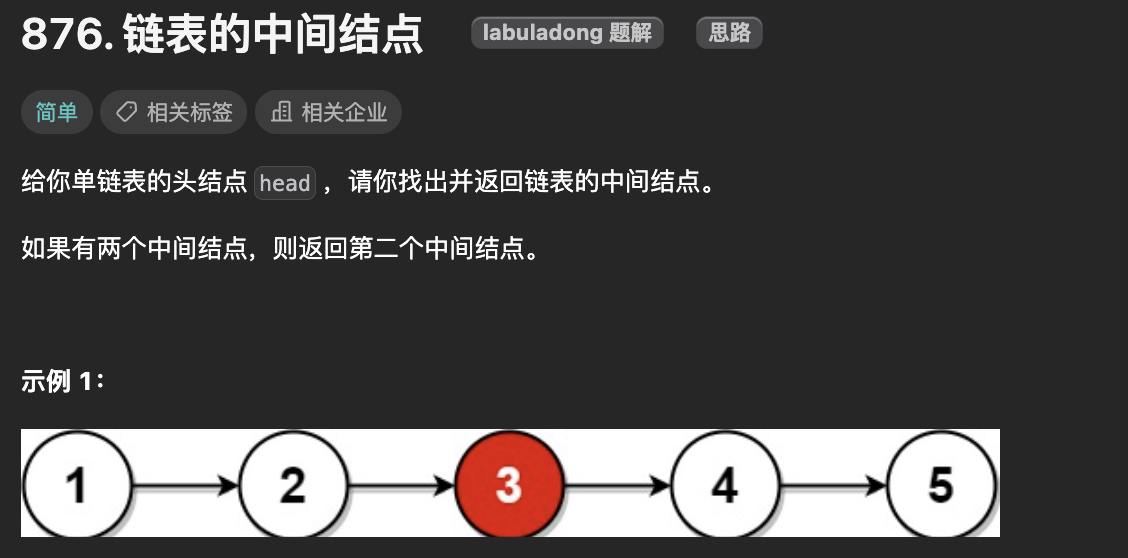 876. 链表的中间结点 labuladong 题解 思路
简单 相关标签 相关企业
给你单链表的头结点 head ，请你找出并返回链表的中间结点。
如果有两个中间结点，则返回第二个中间结点。
示例 1：
1 2 3 4 5